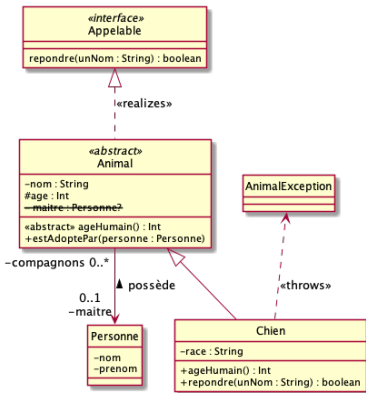 «interface»
Appelable
repondre(unNom : String) : boolean
«realizes»
«abstract»
Animal
-nom : String
#age : Int
-maitre : Personne?
«abstract» ageHumain() : Int
+estAdoptePar(personne : Personne)
AnimalException
-compagnons 0..*
possède
«throws»
0..1
-maitre
Personne
-nom
-prenom
Chien
-race : String
+ageHumain() : Int
+repondre(unNom : String) : boolean